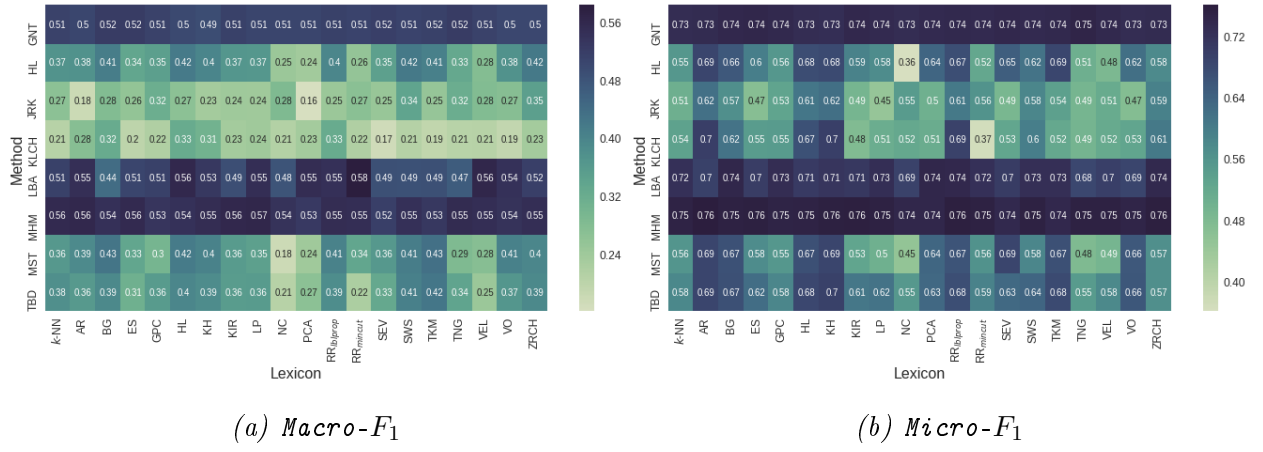 GNT 0.51 0.5 0.52 0.52 0.51 0.5 0.49 0.51 0.51 0.51 0.51 0.51 0.51 0.52 0.51 0.51 0.51 0.51 0.5 0.5
HL 0.37 0.38 0.41 0.34 0.35 0.42 0.4 0.37 0.37 0.25 0.24 0.4 0.26 0.35 0.42 0.41 0.33 0.28 0.38 0.42
JRK 0.27 0.18 0.28 0.26 0.32 0.27 0.23 0.24 0.24 0.28 0.16 0.25 0.27 0.25 0.34 0.25 0.32 0.28 0.27 0.35
KLCH 0.21 0.28 0.32 0.2 0.22 0.33 0.31 0.23 0.24 0.21 0.23 0.33 0.22 0.17 0.21 0.19 0.21 0.21 0.19 0.23
LBA 0.51 0.55 0.44 0.51 0.51 0.56 0.53 0.49 0.55 0.48 0.55 0.55 0.58 0.49 0.49 0.49 0.47 0.56 0.54 0.52
MHM 0.56 0.56 0.54 0.56 0.53 0.54 0.55 0.56 0.57 0.54 0.54 0.55 0.55 0.52 0.55 0.55 0.55 0.55 0.54 0.55
MST 0.36 0.39 0.43 0.33 0.3 0.42 0.4 0.36 0.35 0.18 0.24 0.41 0.34 0.36 0.41 0.43 0.29 0.28 0.41 0.4
TBD 0.38 0.36 0.39 0.31 0.36 0.4 0.39 0.36 0.36 0.21 0.27 0.39 0.22 0.33 0.41 0.42 0.34 0.25 0.37 0.39
Method
k-NN AR BG ES GPC HL KH KIR LP NC PCA RRlblprop RRmincut SEV SWS TKM TNG VEL VO ZRCH
Lexicon
0.56
0.48
0.40
0.32
0.24
(a) Macro-F1
GNT 0.73 0.73 0.74 0.74 0.74 0.73 0.73 0.74 0.74 0.73 0.74 0.73 0.73 0.74 0.74 0.74 0.75 0.74 0.73 0.73
HL 0.55 0.69 0.66 0.6 0.56 0.68 0.68 0.59 0.58 0.36 0.64 0.67 0.52 0.65 0.62 0.69 0.51 0.48 0.62 0.58
JRK 0.51 0.62 0.57 0.47 0.53 0.61 0.62 0.49 0.45 0.55 0.5 0.61 0.56 0.49 0.58 0.54 0.49 0.51 0.47 0.59
KLCH 0.54 0.7 0.62 0.55 0.55 0.67 0.7 0.48 0.51 0.52 0.51 0.69 0.37 0.53 0.6 0.52 0.49 0.52 0.53 0.61
LBA 0.72 0.7 0.74 0.7 0.73 0.71 0.71 0.71 0.73 0.69 0.74 0.74 0.72 0.7 0.73 0.73 0.68 0.7 0.69 0.74
MHM 0.75 0.76 0.75 0.76 0.75 0.75 0.74 0.76 0.75 0.73 0.74 0.76 0.74 0.75 0.74 0.74 0.75 0.75 0.75 0.76
MST 0.56 0.69 0.67 0.58 0.55 0.67 0.69 0.53 0.5 0.45 0.64 0.67 0.56 0.69 0.58 0.67 0.48 0.49 0.66 0.57
TBD 0.58 0.69 0.67 0.62 0.58 0.68 0.7 0.61 0.62 0.55 0.63 0.68 0.59 0.63 0.64 0.68 0.55 0.58 0.66 0.57
Method
k-NN AR BG ES GPC HL KH KIR LP NC PCA RRlblprop RRmincut SEV SWS TKM TNG VEL VO ZRCH
Lexicon
0.72
0.64
0.56
0.48
0.40
(b) Micro-F1